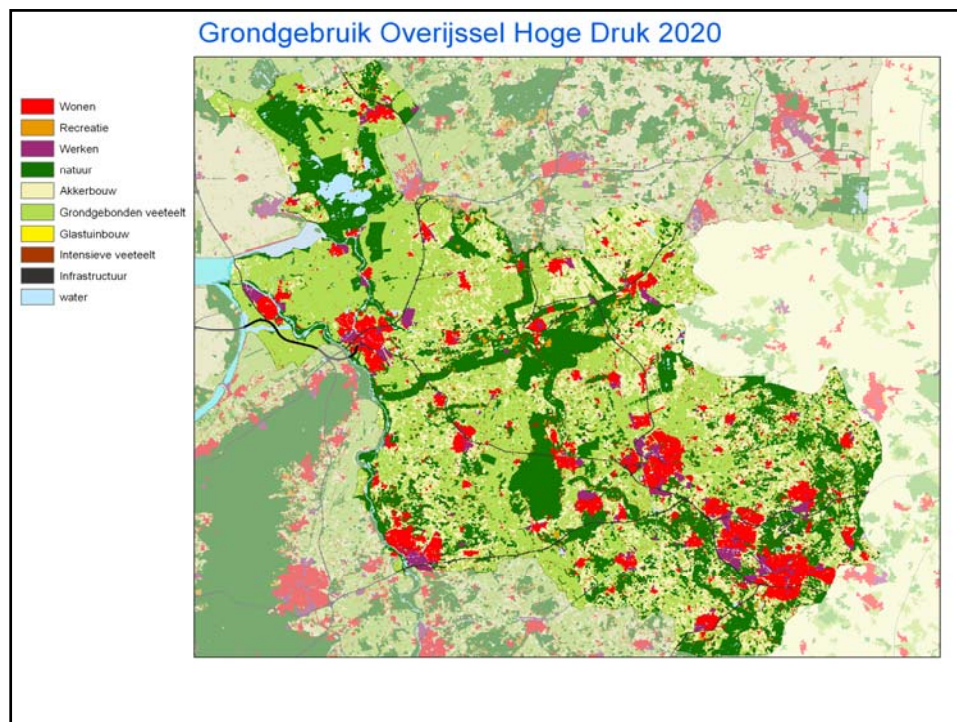 Grondgebruik Overijssel Hoge Druk 2020
Wonen
Recreatie
Werken
natuur
Akkerbouw
Grondgebonden veeteelt
Glastuinbouw
Intensieve veeteelt
Infrastructuur
water